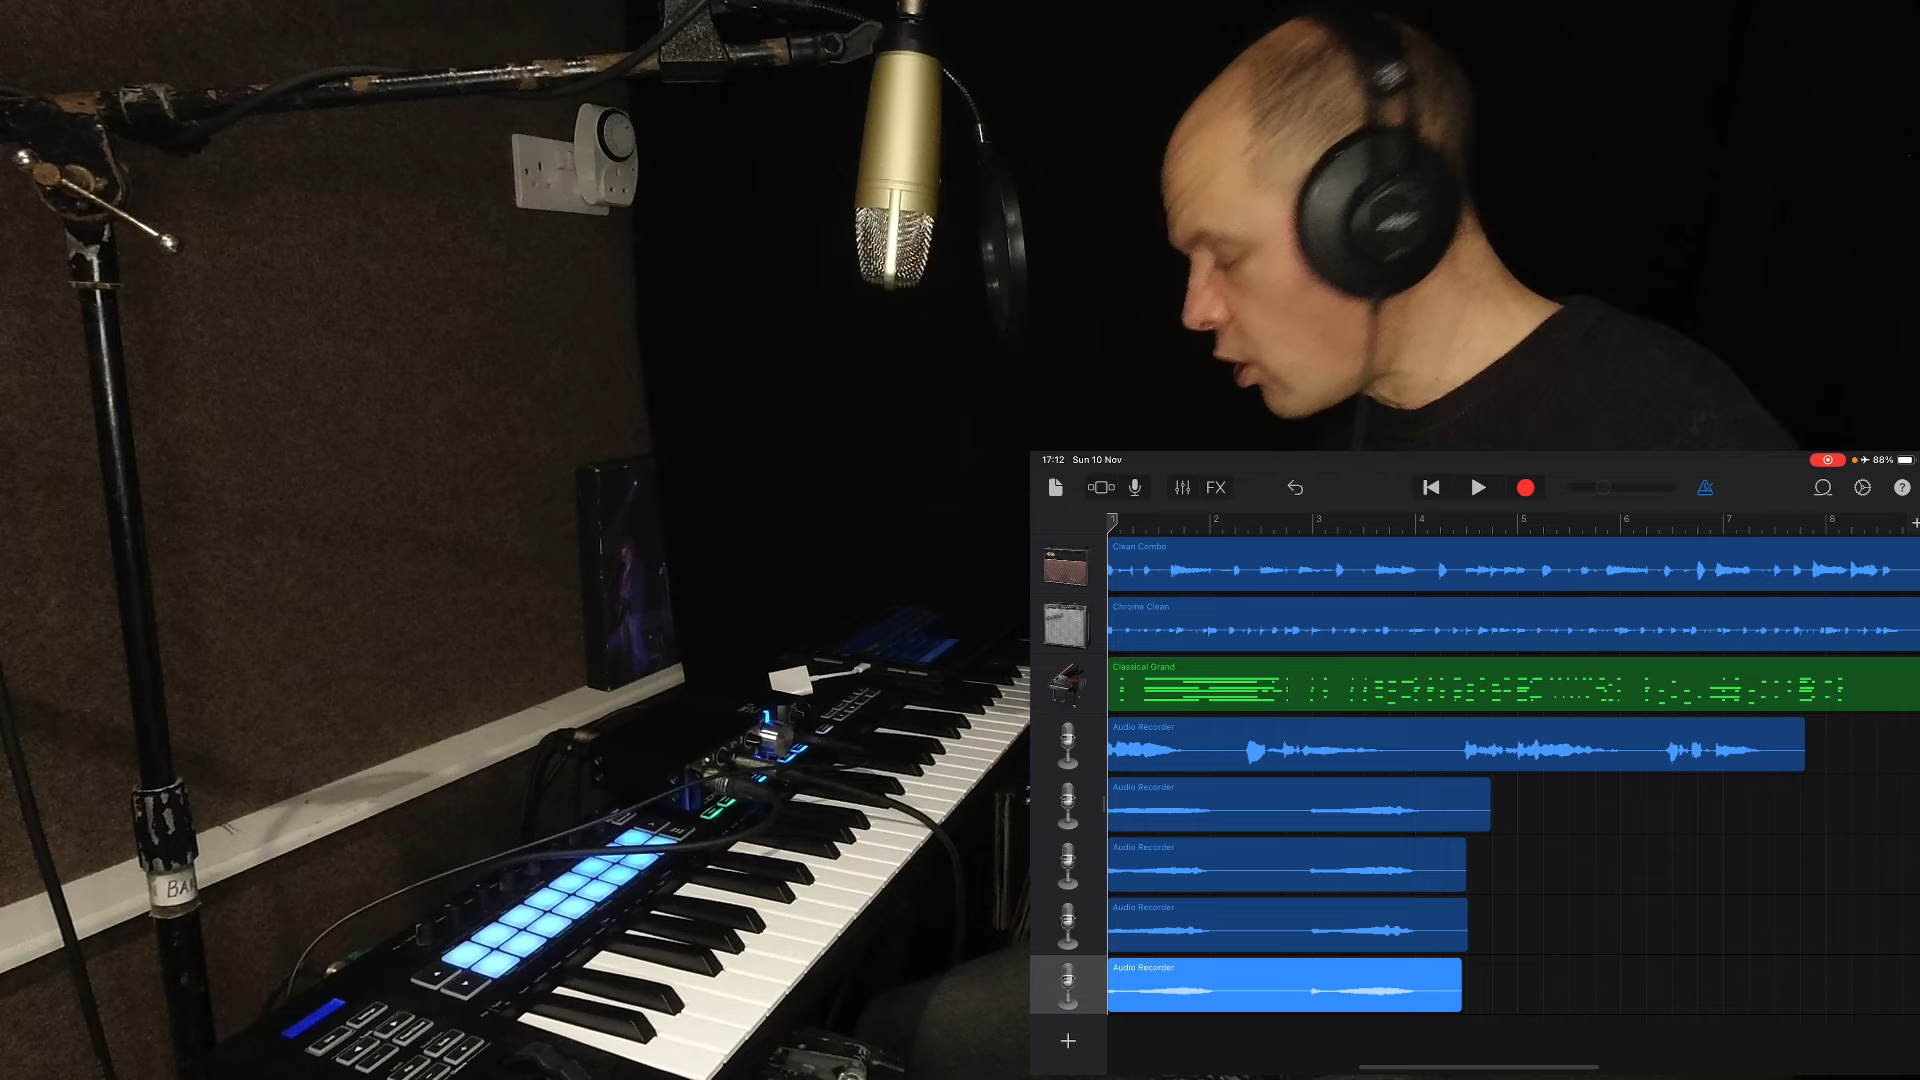 BA
17:12 Sun 10 Nov
88%
FX
?
1 2 3 4 5 6 7 8
Clean Combo
Chrome Clean
Classical Grand
Audio Recorder
Audio Recorder
Audio Recorder
Audio Recorder
Audio Recorder